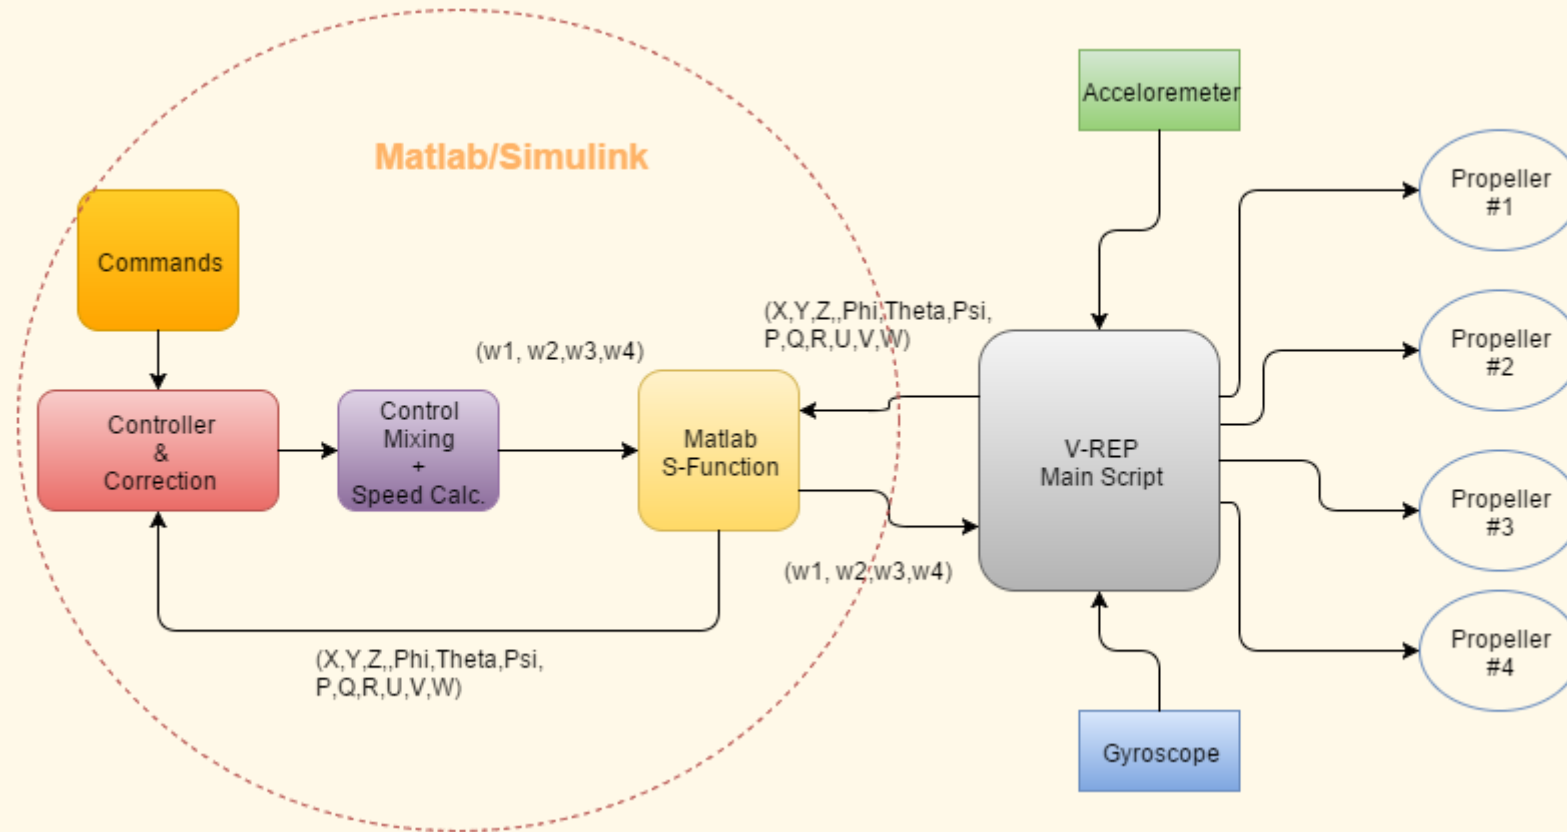 Matlab/Simulink
Commands
Controller
&
Correction
Control
Mixing
+
Speed Calc.
(w1, w2,w3,w4)
Matlab
S-Function
(X,Y,Z,,Phi,Theta,Psi,
P,Q,R,U,V,W)
(X,Y,Z,,Phi,Theta,Psi,
P,Q,R,U,V,W)
(w1, w2,w3,w4)
Acceloremeter
V-REP
Main Script
Gyroscope
Propeller
#1
Propeller
#2
Propeller
#3
Propeller
#4